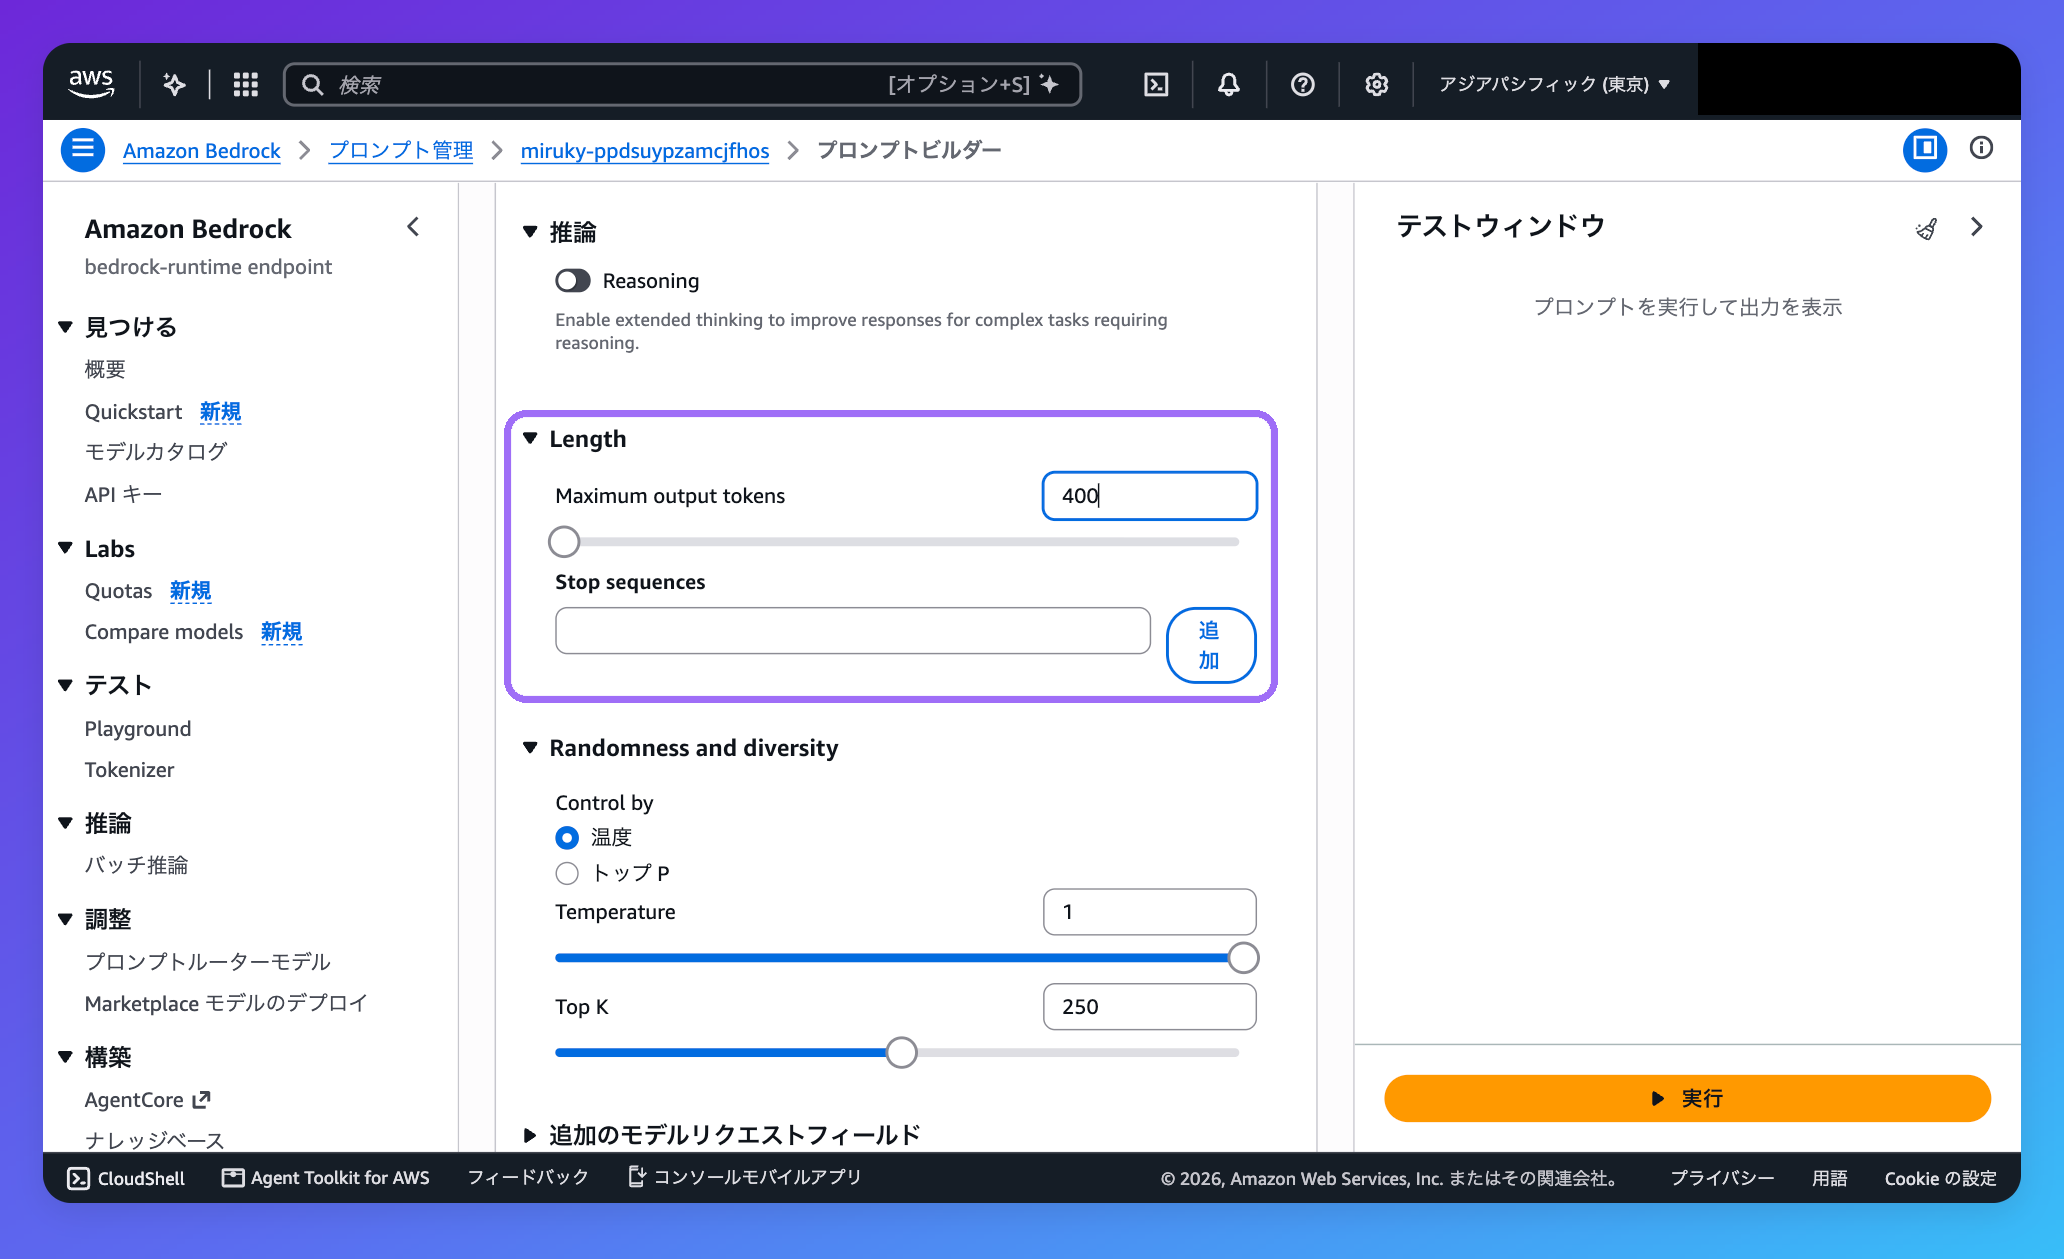 aws
検索
[オプション+S]
アジアパシフィック (東京)
Amazon Bedrock
プロンプト管理
miruky-ppdsuypzamcjfhos
プロンプトビルダー
Amazon Bedrock
bedrock-runtime endpoint
見つける
概要
Quickstart 新規
モデルカタログ
API キー
Labs
Quotas 新規
Compare models 新規
テスト
Playground
Tokenizer
推論
バッチ推論
調整
プロンプトルーターモデル
Marketplace モデルのデプロイ
構築
AgentCore
ナレッジベース
推論
Reasoning
Enable extended thinking to improve responses for complex tasks requiring
reasoning.
Length
Maximum output tokens
400
Stop sequences
追
加
Randomness and diversity
Control by
温度
トップ P
Temperature
1
Top K
250
追加のモデルリクエストフィールド
テストウィンドウ
プロンプトを実行して出力を表示
実行
CloudShell
Agent Toolkit for AWS
フィードバック
コンソールモバイルアプリ
© 2026, Amazon Web Services, Inc. またはその関連会社。
プライバシー
用語
Cookie の設定